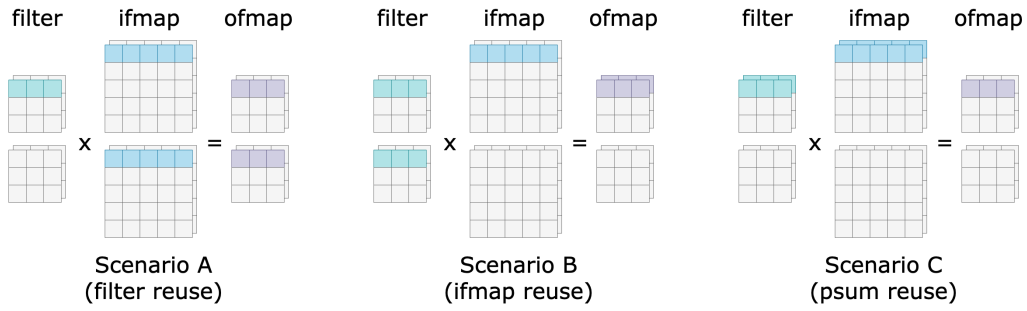 filter ifmap ofmap
x =
Scenario A
(filter reuse)
filter ifmap ofmap
x =
Scenario B
(ifmap reuse)
filter ifmap ofmap
x =
Scenario C
(psum reuse)